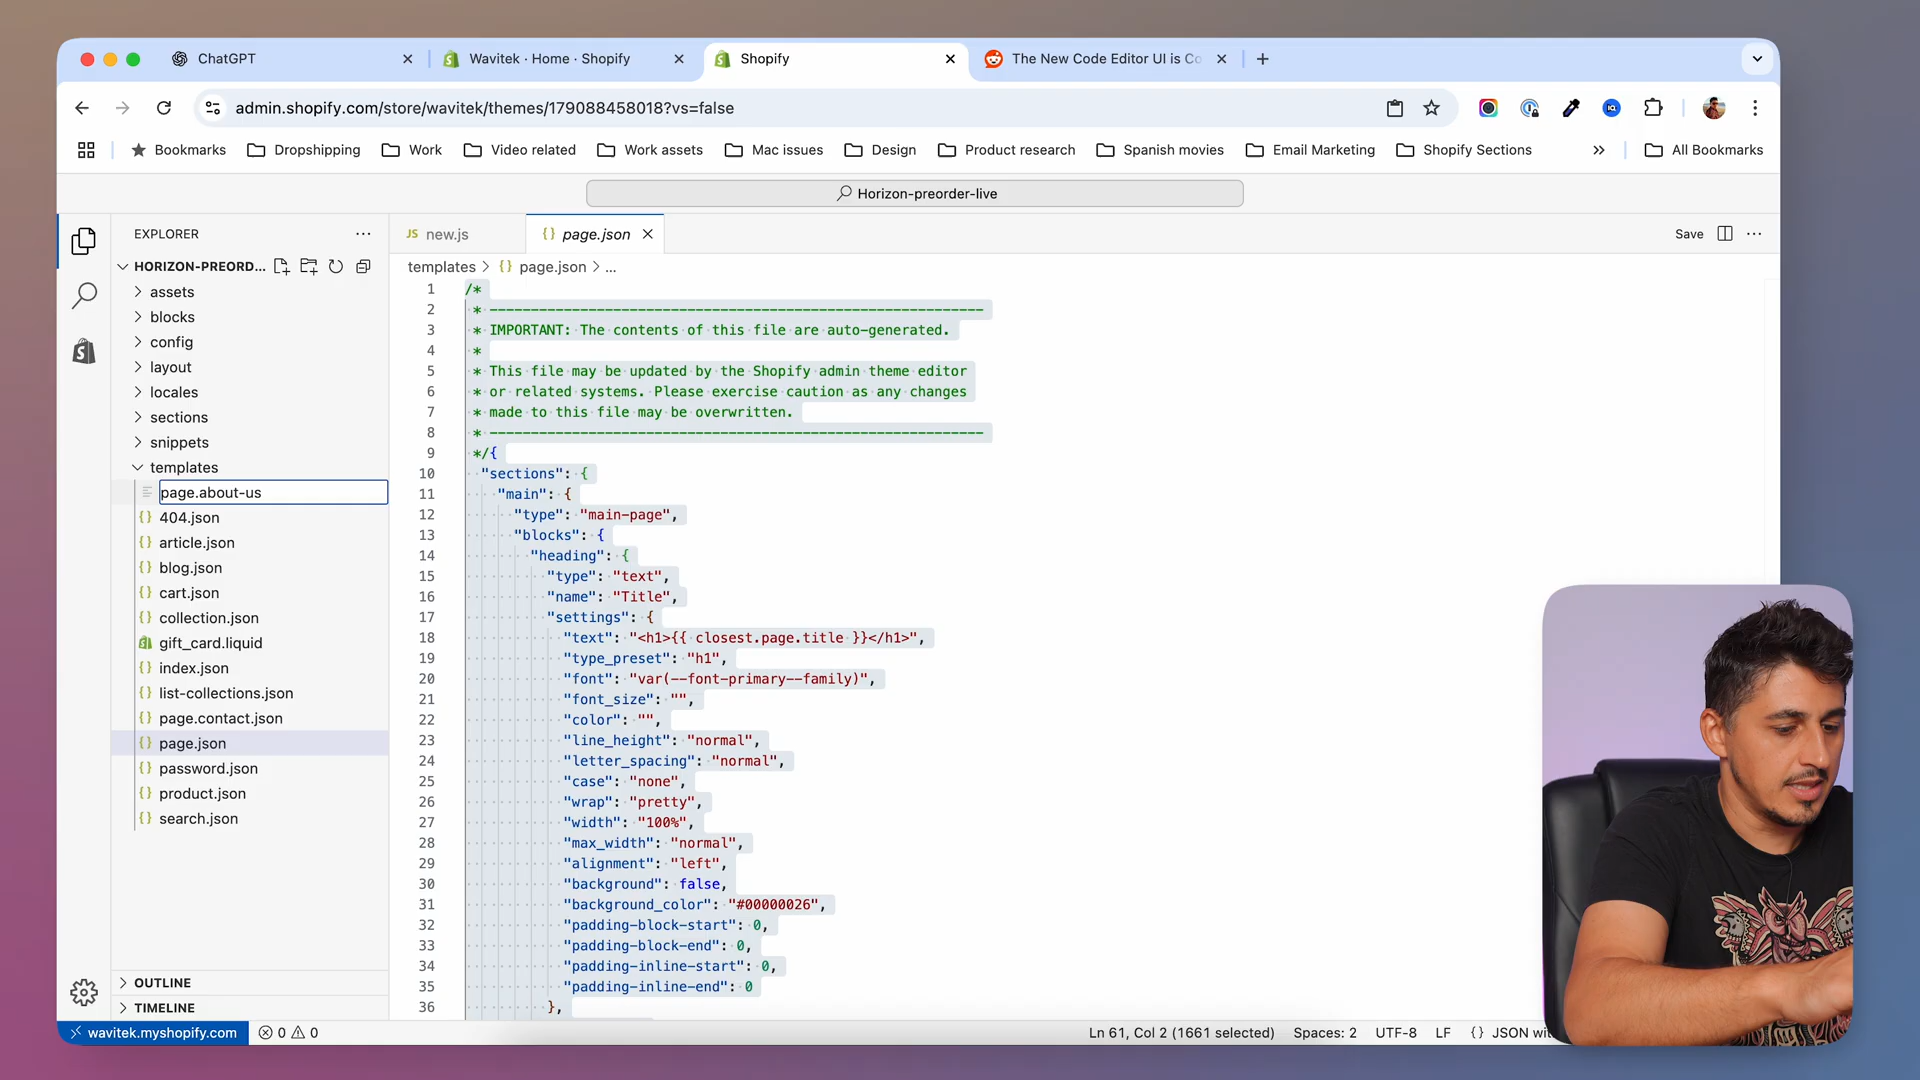 ChatGPT
Wavitek · Home · Shopify
Shopify
The New Code Editor UI is Co
admin.shopify.com/store/wavitek/themes/179088458018?vs=false
Bookmarks
Dropshipping
Work
Video related
Work assets
Mac issues
Design
Product research
Spanish movies
Email Marketing
Shopify Sections
All Bookmarks
Horizon-preorder-live
EXPLORER
HORIZON-PREORD...
assets
blocks
config
layout
locales
sections
snippets
templates
page.about-us
404.json
article.json
blog.json
cart.json
collection.json
gift_card.liquid
index.json
list-collections.json
page.contact.json
page.json
password.json
product.json
search.json
OUTLINE
TIMELINE
JS new.js
{} page.json
Save
templates > {} page.json > ...
1 /*
2 * ------------------------------------------------------------
3 * IMPORTANT: The contents of this file are auto-generated.
4 *
5 * This file may be updated by the Shopify admin theme editor
6 * or related systems. Please exercise caution as any changes
7 * made to this file may be overwritten.
8 * ------------------------------------------------------------
9 */{
10 "sections": {
11 "main": {
12 "type": "main-page",
13 "blocks": {
14 "heading": {
15 "type": "text",
16 "name": "Title",
17 "settings": {
18 "text": "<h1>{{ closest.page.title }}</h1>",
19 "type_preset": "h1",
20 "font": "var(--font-primary--family)",
21 "font_size": "",
22 "color": "",
23 "line_height": "normal",
24 "letter_spacing": "normal",
25 "case": "none",
26 "wrap": "pretty",
27 "width": "100%",
28 "max_width": "normal",
29 "alignment": "left",
30 "background": false,
31 "background_color": "#00000026",
32 "padding-block-start": 0,
33 "padding-block-end": 0,
34 "padding-inline-start": 0,
35 "padding-inline-end": 0
36 },
wavitek.myshopify.com
0 0
Ln 61, Col 2 (1661 selected)
Spaces: 2
UTF-8
LF
{} JSON wi